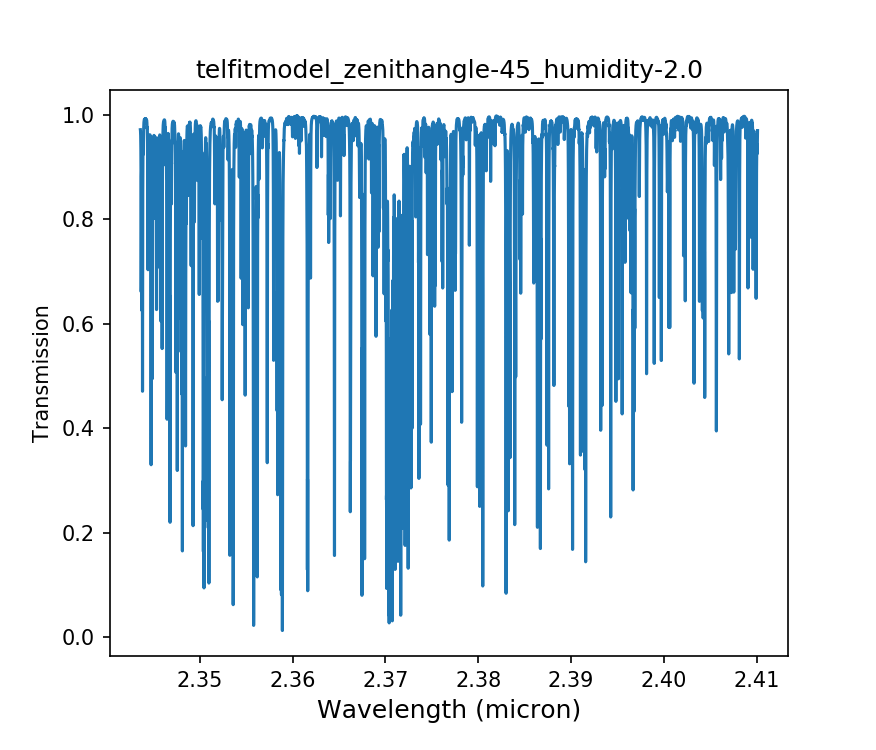 telfitmodel_zenithangle-45_humidity-2.0
1.0
0.8
0.6
0.4
0.2
0.0
Transmission
2.35 2.36 2.37 2.38 2.39 2.40 2.41
Wavelength (micron)